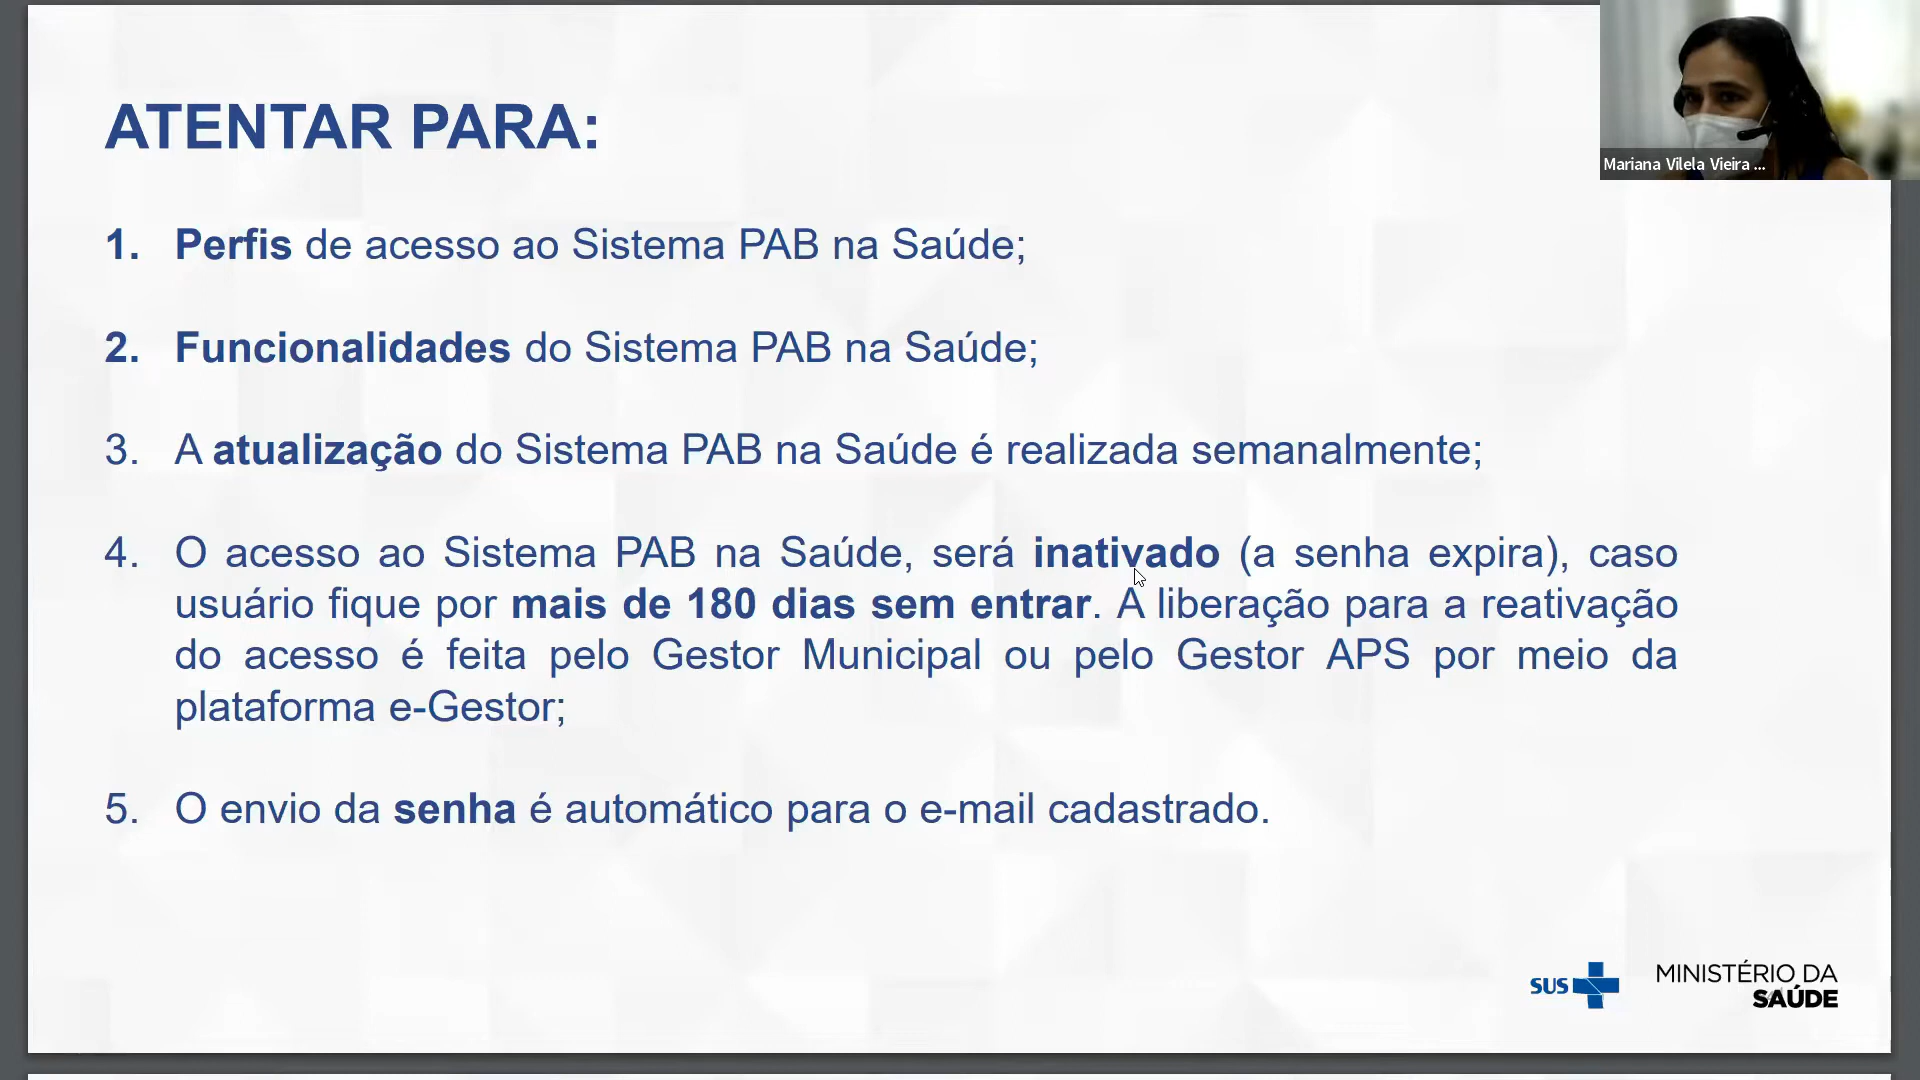 ATENTAR PARA:
Mariana Vilela Vieira ...
1. Perfis de acesso ao Sistema PAB na Saúde;
2. Funcionalidades do Sistema PAB na Saúde;
3. A atualização do Sistema PAB na Saúde é realizada semanalmente;
4. O acesso ao Sistema PAB na Saúde, será inativado (a senha expira), caso
usuário fique por mais de 180 dias sem entrar. A liberação para a reativação
do acesso é feita pelo Gestor Municipal ou pelo Gestor APS por meio da
plataforma e-Gestor;
5. O envio da senha é automático para o e-mail cadastrado.
SUS
MINISTÉRIO DA
SAÚDE